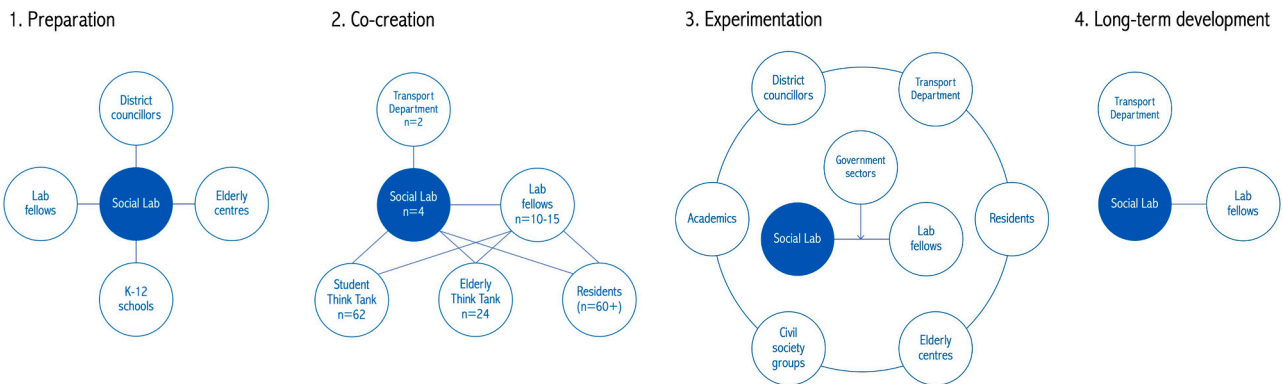 1. Preparation
District
councillors
Lab
fellows
Social Lab
Elderly
centres
K-12
schools
2. Co-creation
Transport
Department
n=2
Social Lab
n=4
Lab
fellows
n=10-15
Student
Think Tank
n=62
Elderly
Think Tank
n=24
Residents
(n=60+)
3. Experimentation
District
councillors
Transport
Department
Government
sectors
Academics
Social Lab
Lab
fellows
Residents
Civil
society
groups
Elderly
centres
4. Long-term development
Transport
Department
Social Lab
Lab
fellows